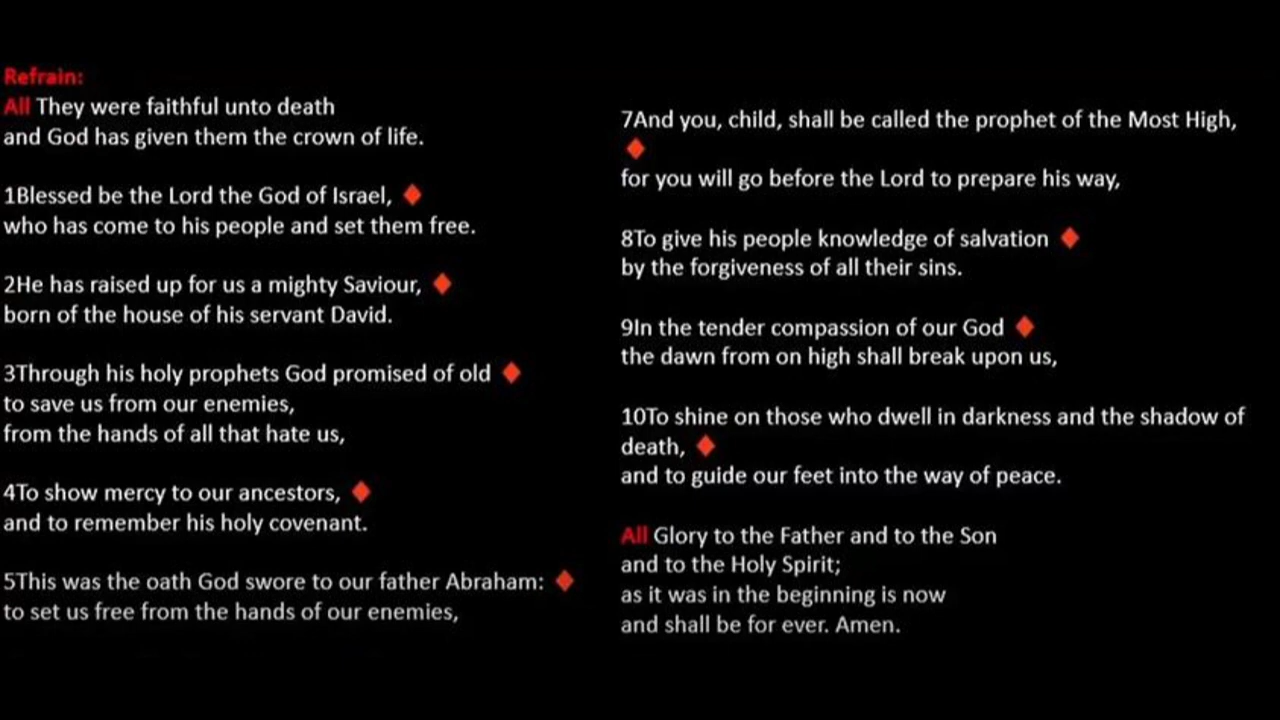 Refrain:
All They were faithful unto death
and God has given them the crown of life.
1Blessed be the Lord the God of Israel, ♦
who has come to his people and set them free.
2He has raised up for us a mighty Saviour, ♦
born of the house of his servant David.
3Through his holy prophets God promised of old ♦
to save us from our enemies,
from the hands of all that hate us,
4To show mercy to our ancestors, ♦
and to remember his holy covenant.
5This was the oath God swore to our father Abraham: ♦
to set us free from the hands of our enemies,
7And you, child, shall be called the prophet of the Most High,
♦
for you will go before the Lord to prepare his way,
8To give his people knowledge of salvation ♦
by the forgiveness of all their sins.
9In the tender compassion of our God ♦
the dawn from on high shall break upon us,
10To shine on those who dwell in darkness and the shadow of
death, ♦
and to guide our feet into the way of peace.
All Glory to the Father and to the Son
and to the Holy Spirit;
as it was in the beginning is now
and shall be for ever. Amen.